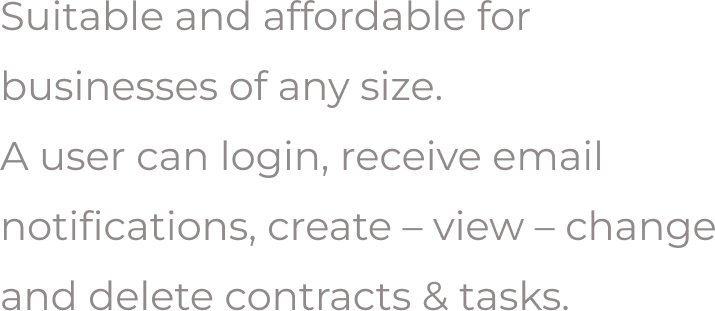 Suitable and affordable for
businesses of any size.
A user can login, receive email
notifications, create – view – change
and delete contracts & tasks.